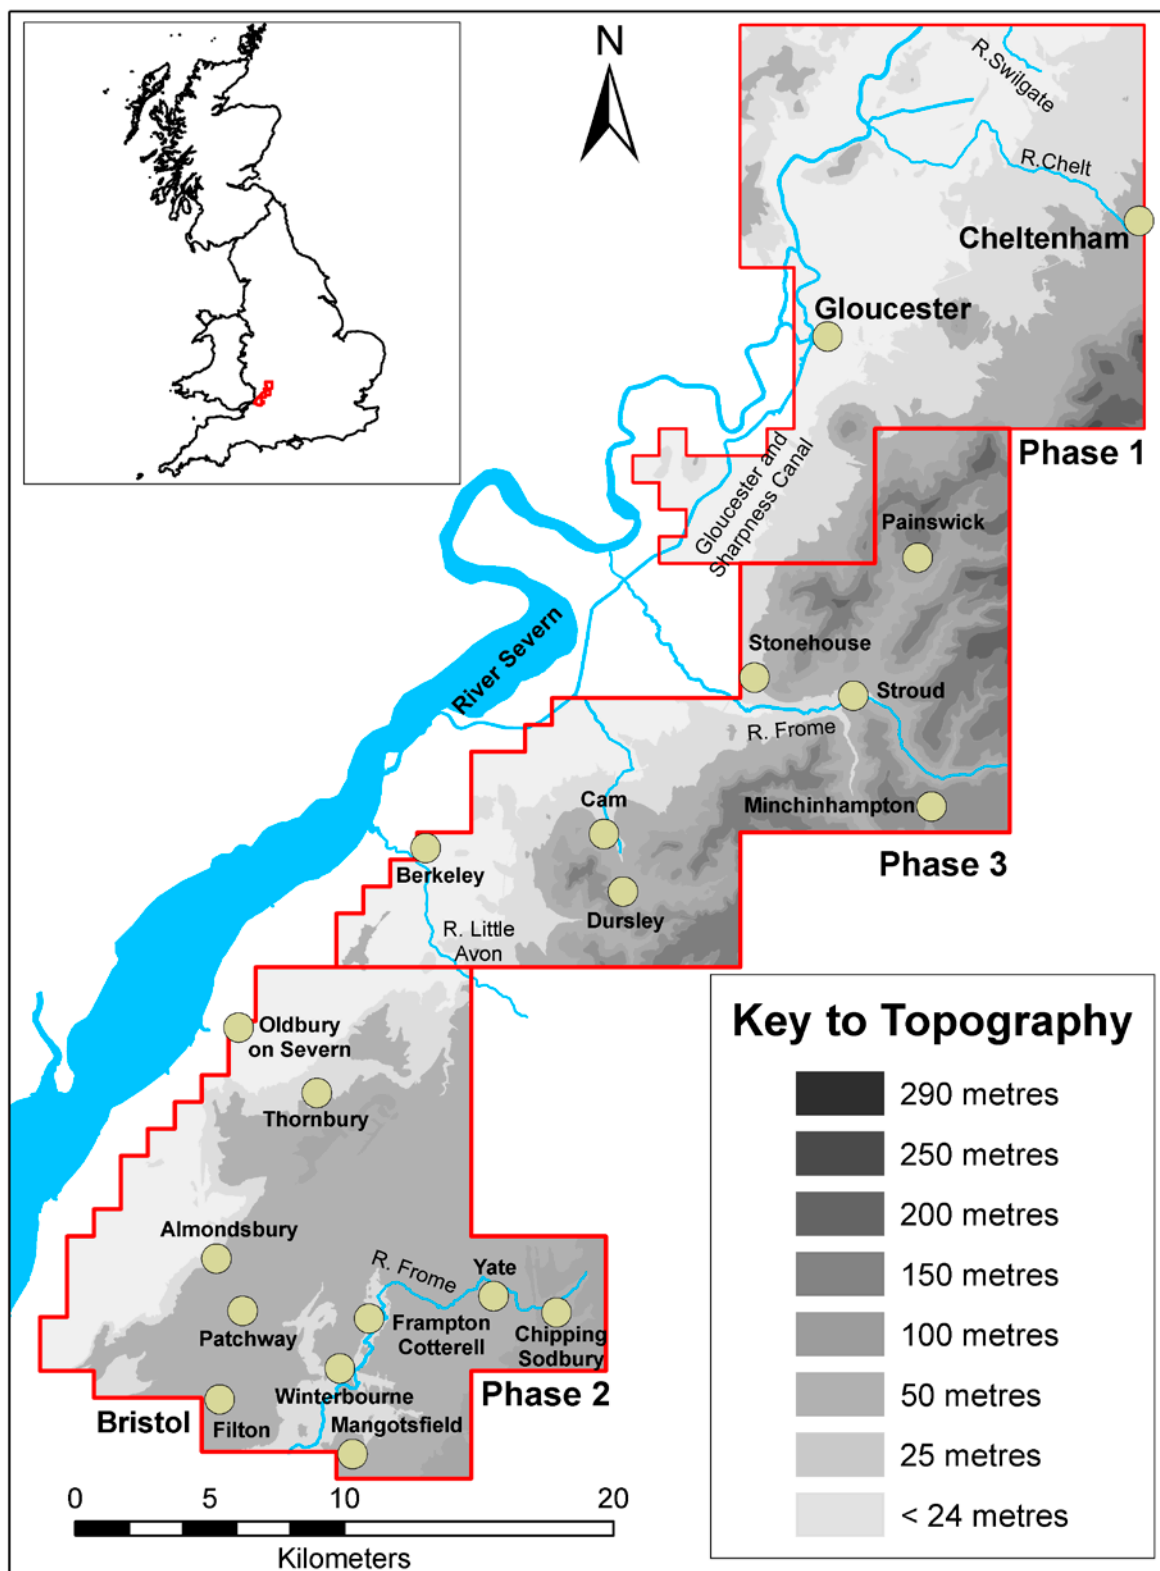 N
R.Swilgate
R.Chelt
Cheltenham
Gloucester
Phase 1
Gloucester and
Sharpness Canal
Painswick
River Severn
Stonehouse
Stroud
R. Frome
Cam
Minchinhampton
Berkeley
Phase 3
Dursley
R. Little
Avon
Oldbury
on Severn
Thornbury
Almondsbury
R. Frome
Yate
Patchway
Frampton
Cotterell
Chipping
Sodbury
Winterbourne
Phase 2
Bristol
Filton
Mangotsfield
0 5 10 20
Kilometers
Key to Topography
290 metres
250 metres
200 metres
150 metres
100 metres
50 metres
25 metres
< 24 metres